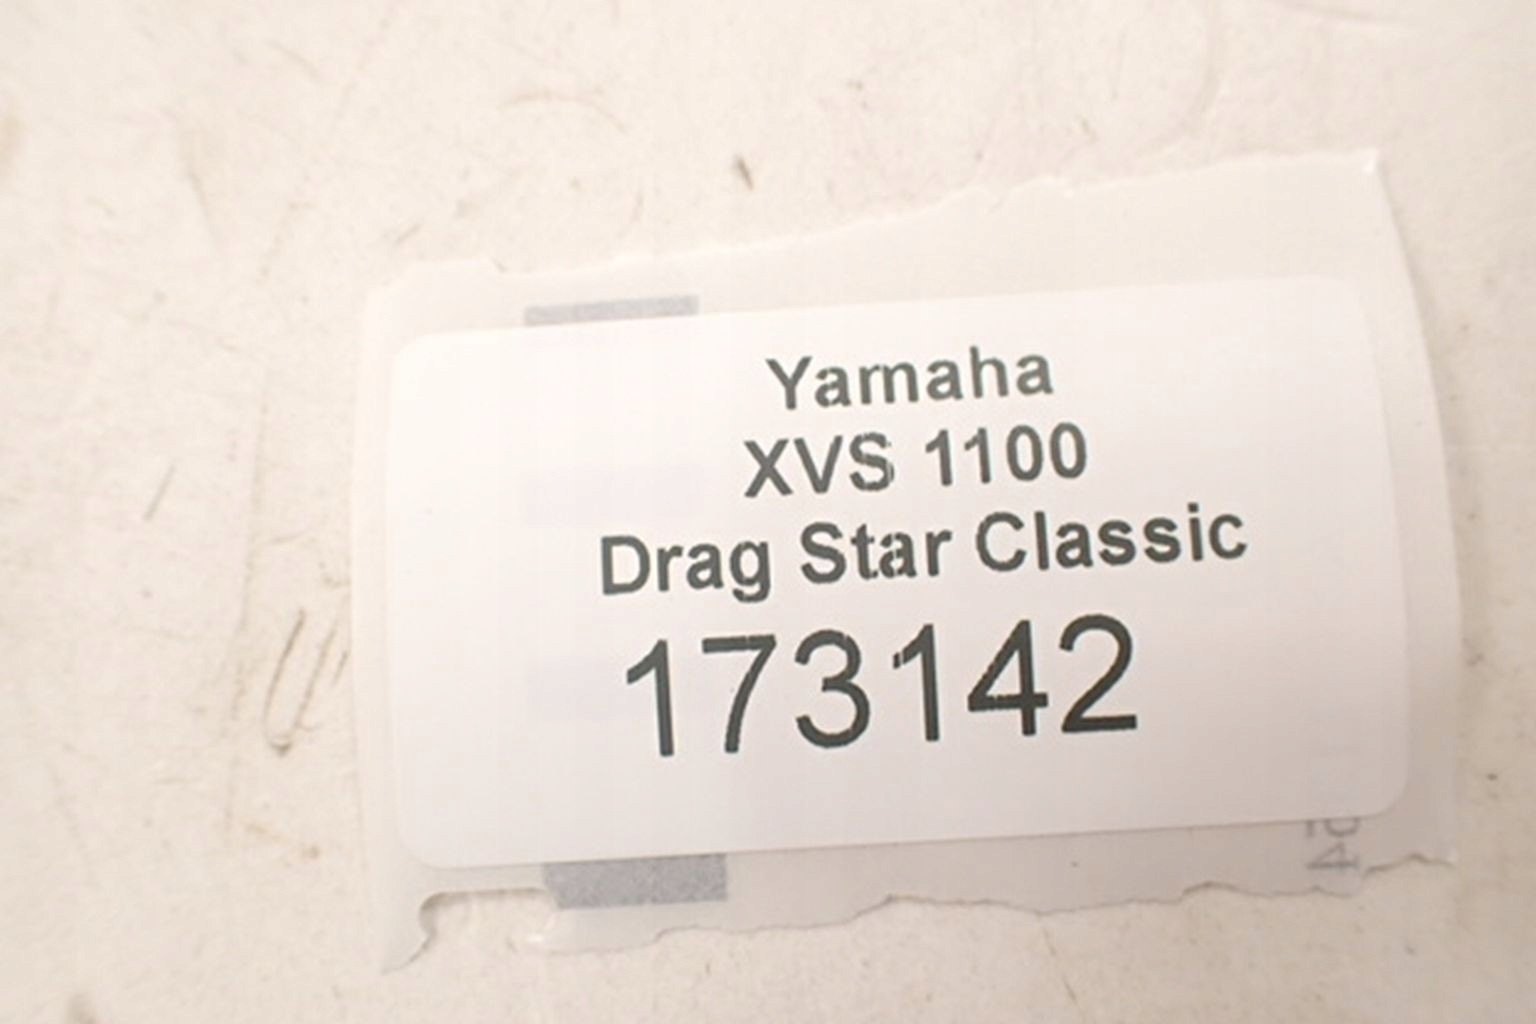 Yamaha
XVS 1100
Drag Star Classic
173142